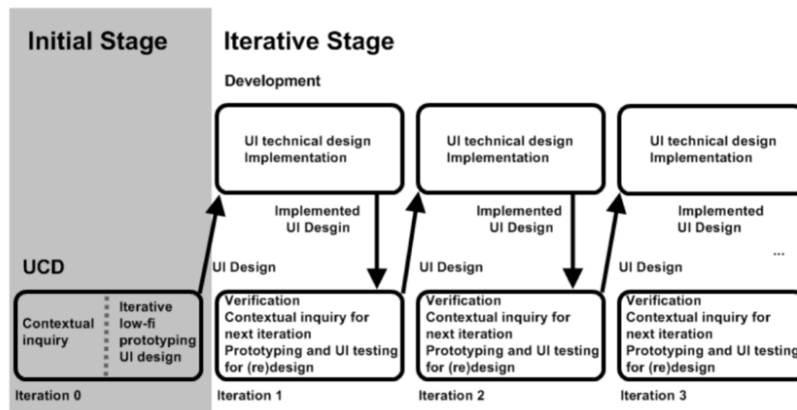 Initial Stage
Iterative Stage
Development
UI technical design
Implementation
UI technical design
Implementation
UI technical design
Implementation
Implemented
UI Desgin
Implemented
UI Design
Implemented
UI Design
...
UCD
UI Design
UI Design
UI Design
Contextual
inquiry
Iterative
low-fi
prototyping
UI design
Verification
Contextual inquiry for
next iteration
Prototyping and UI testing
for (re)design
Verification
Contextual inquiry for
next iteration
Prototyping and UI testing
for (re)design
Verification
Contextual inquiry for
next iteration
Prototyping and UI testing
for (re)design
Iteration 0
Iteration 1
Iteration 2
Iteration 3